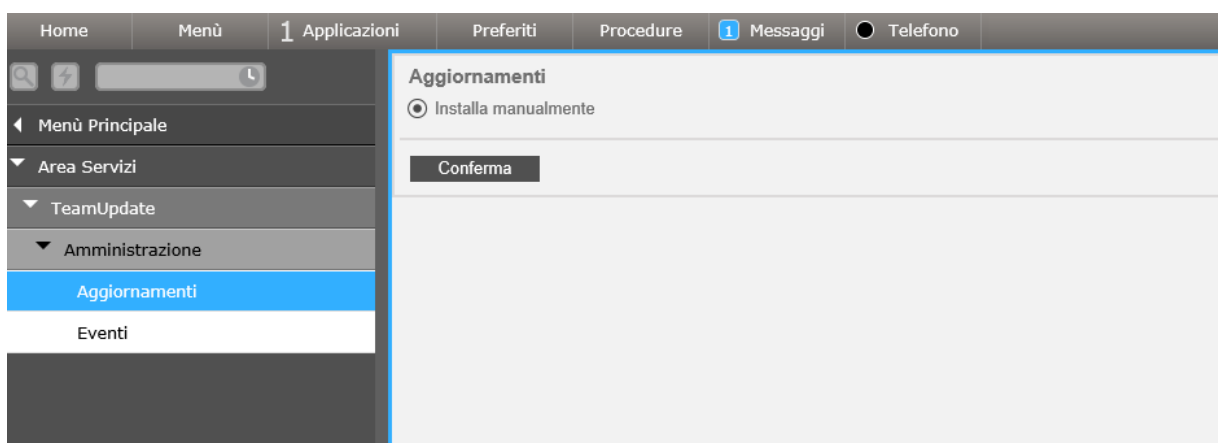 Home Menù 1 Applicazioni Preferiti Procedure 1 Messaggi Telefono
Menù Principale
Area Servizi
TeamUpdate
Amministrazione
Aggiornamenti
Eventi
Aggiornamenti
Installa manualmente
Conferma